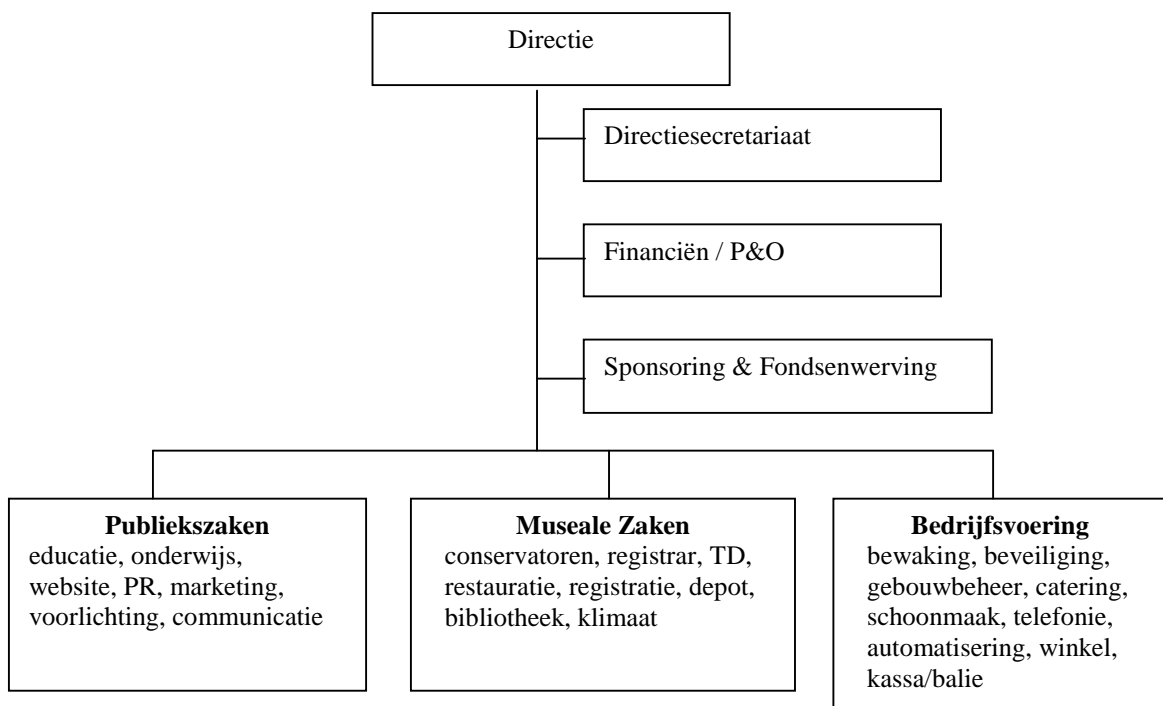 Directie
Directiesecretariaat
Financiën / P&O
Sponsoring & Fondsenwerving
Publiekszaken
educatie, onderwijs,
website, PR, marketing,
voorlichting, communicatie
Museale Zaken
conservatoren, registrar, TD,
restauratie, registratie, depot,
bibliotheek, klimaat
Bedrijfsvoering
bewaking, beveiliging,
gebouwbeheer, catering,
schoonmaak, telefonie,
automatisering, winkel,
kassa/balie